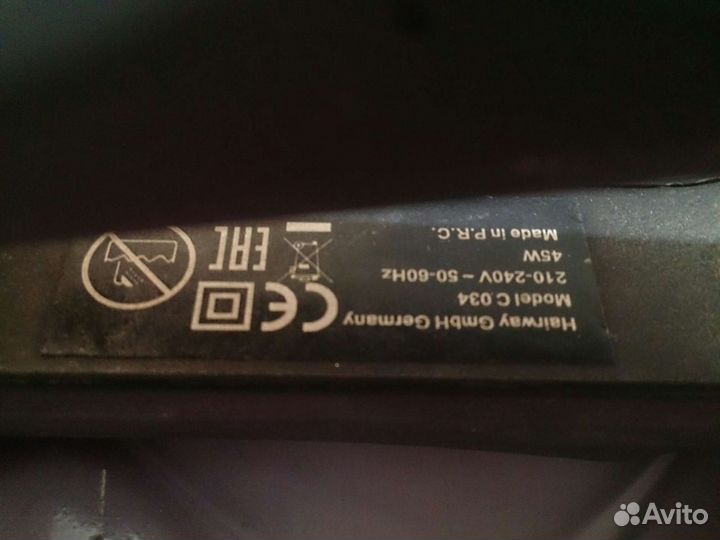 Hairway GmbH Germany
Model C.034
210-240V ~ 50-60Hz
45W
Made in P.R.C.
CE
EAC
Avito